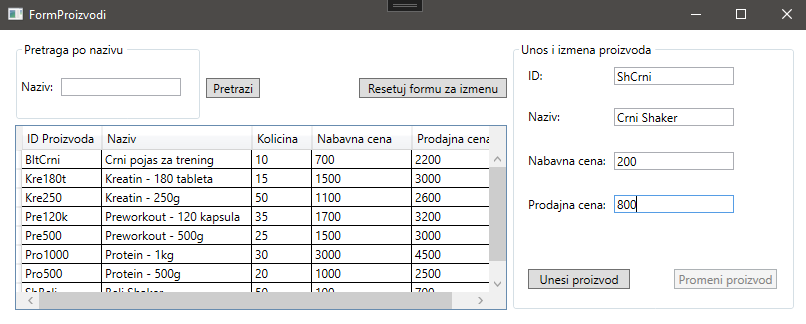 FormProizvodi
Pretraga po nazivu
Naziv:
Pretrazi
Resetuj formu za izmenu
ID Proizvoda Naziv Kolicina Nabavna cena Prodajna cena
BltCrni Crni pojas za trening 10 700 2200
Kre180t Kreatin - 180 tableta 15 1500 3000
Kre250 Kreatin - 250g 50 1100 2600
Pre120k Preworkout - 120 kapsula 35 1700 3200
Pre500 Preworkout - 500g 25 1500 3000
Pro1000 Protein - 1kg 30 3000 4500
Pro500 Protein - 500g 20 1000 2500
ShBeli Beli Shaker 50 100 700
Unos i izmena proizvoda
ID: ShCrni
Naziv: Crni Shaker
Nabavna cena: 200
Prodajna cena: 800
Unesi proizvod
Promeni proizvod